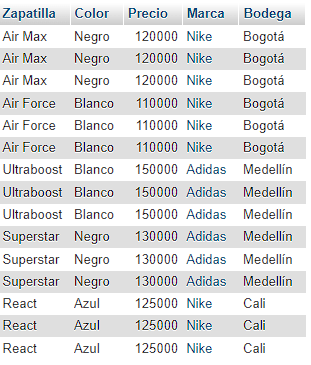 Zapatilla Color Precio Marca Bodega
Air Max Negro 120000 Nike Bogotá
Air Max Negro 120000 Nike Bogotá
Air Max Negro 120000 Nike Bogotá
Air Force Blanco 110000 Nike Bogotá
Air Force Blanco 110000 Nike Bogotá
Air Force Blanco 110000 Nike Bogotá
Ultraboost Blanco 150000 Adidas Medellín
Ultraboost Blanco 150000 Adidas Medellín
Ultraboost Blanco 150000 Adidas Medellín
Superstar Negro 130000 Adidas Medellín
Superstar Negro 130000 Adidas Medellín
Superstar Negro 130000 Adidas Medellín
React Azul 125000 Nike Cali
React Azul 125000 Nike Cali
React Azul 125000 Nike Cali